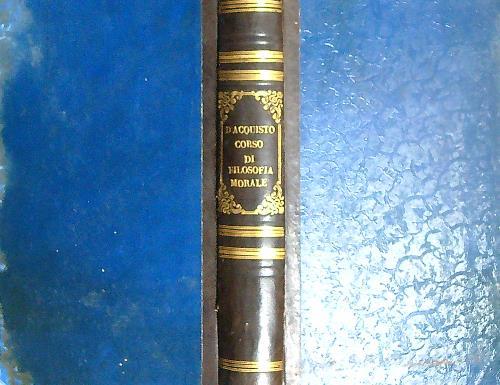 D'ACQUISTO
CORSO
DI
FILOSOFIA
MORALE